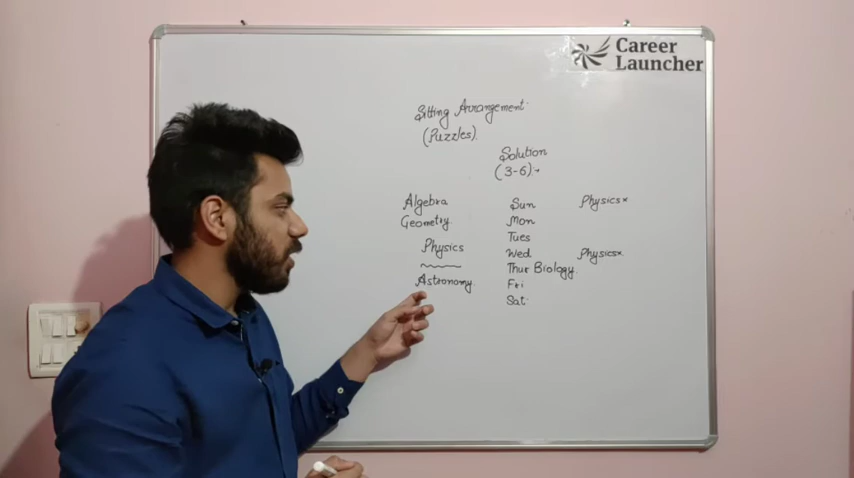 Career
Launcher
Sitting Arrangement
(Puzzles).
Solution
(3-6):→
Algebra
Geometry
Physics
Astronomy
Sun Physics×
Mon
Tues
Wed Physics×
Thur Biology.
Fri
Sat